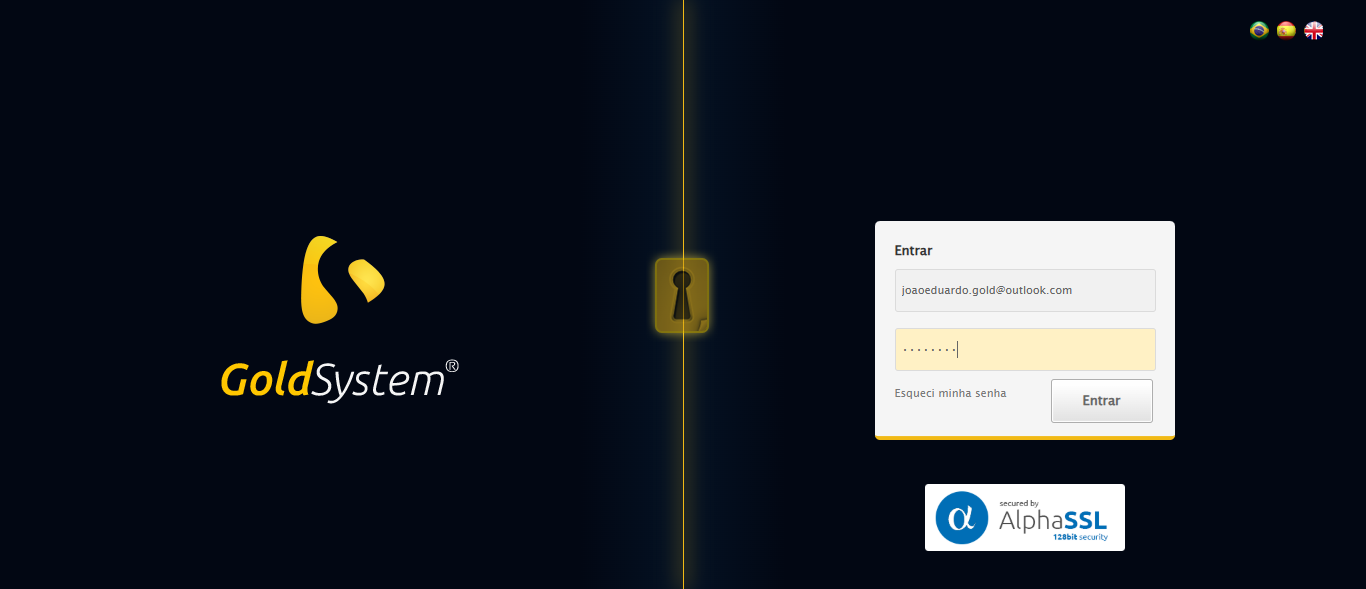 GoldSystem®
Entrar
joaoeduardo.gold@outlook.com
Esqueci minha senha
Entrar
α
secured by
AlphaSSL
128bit security